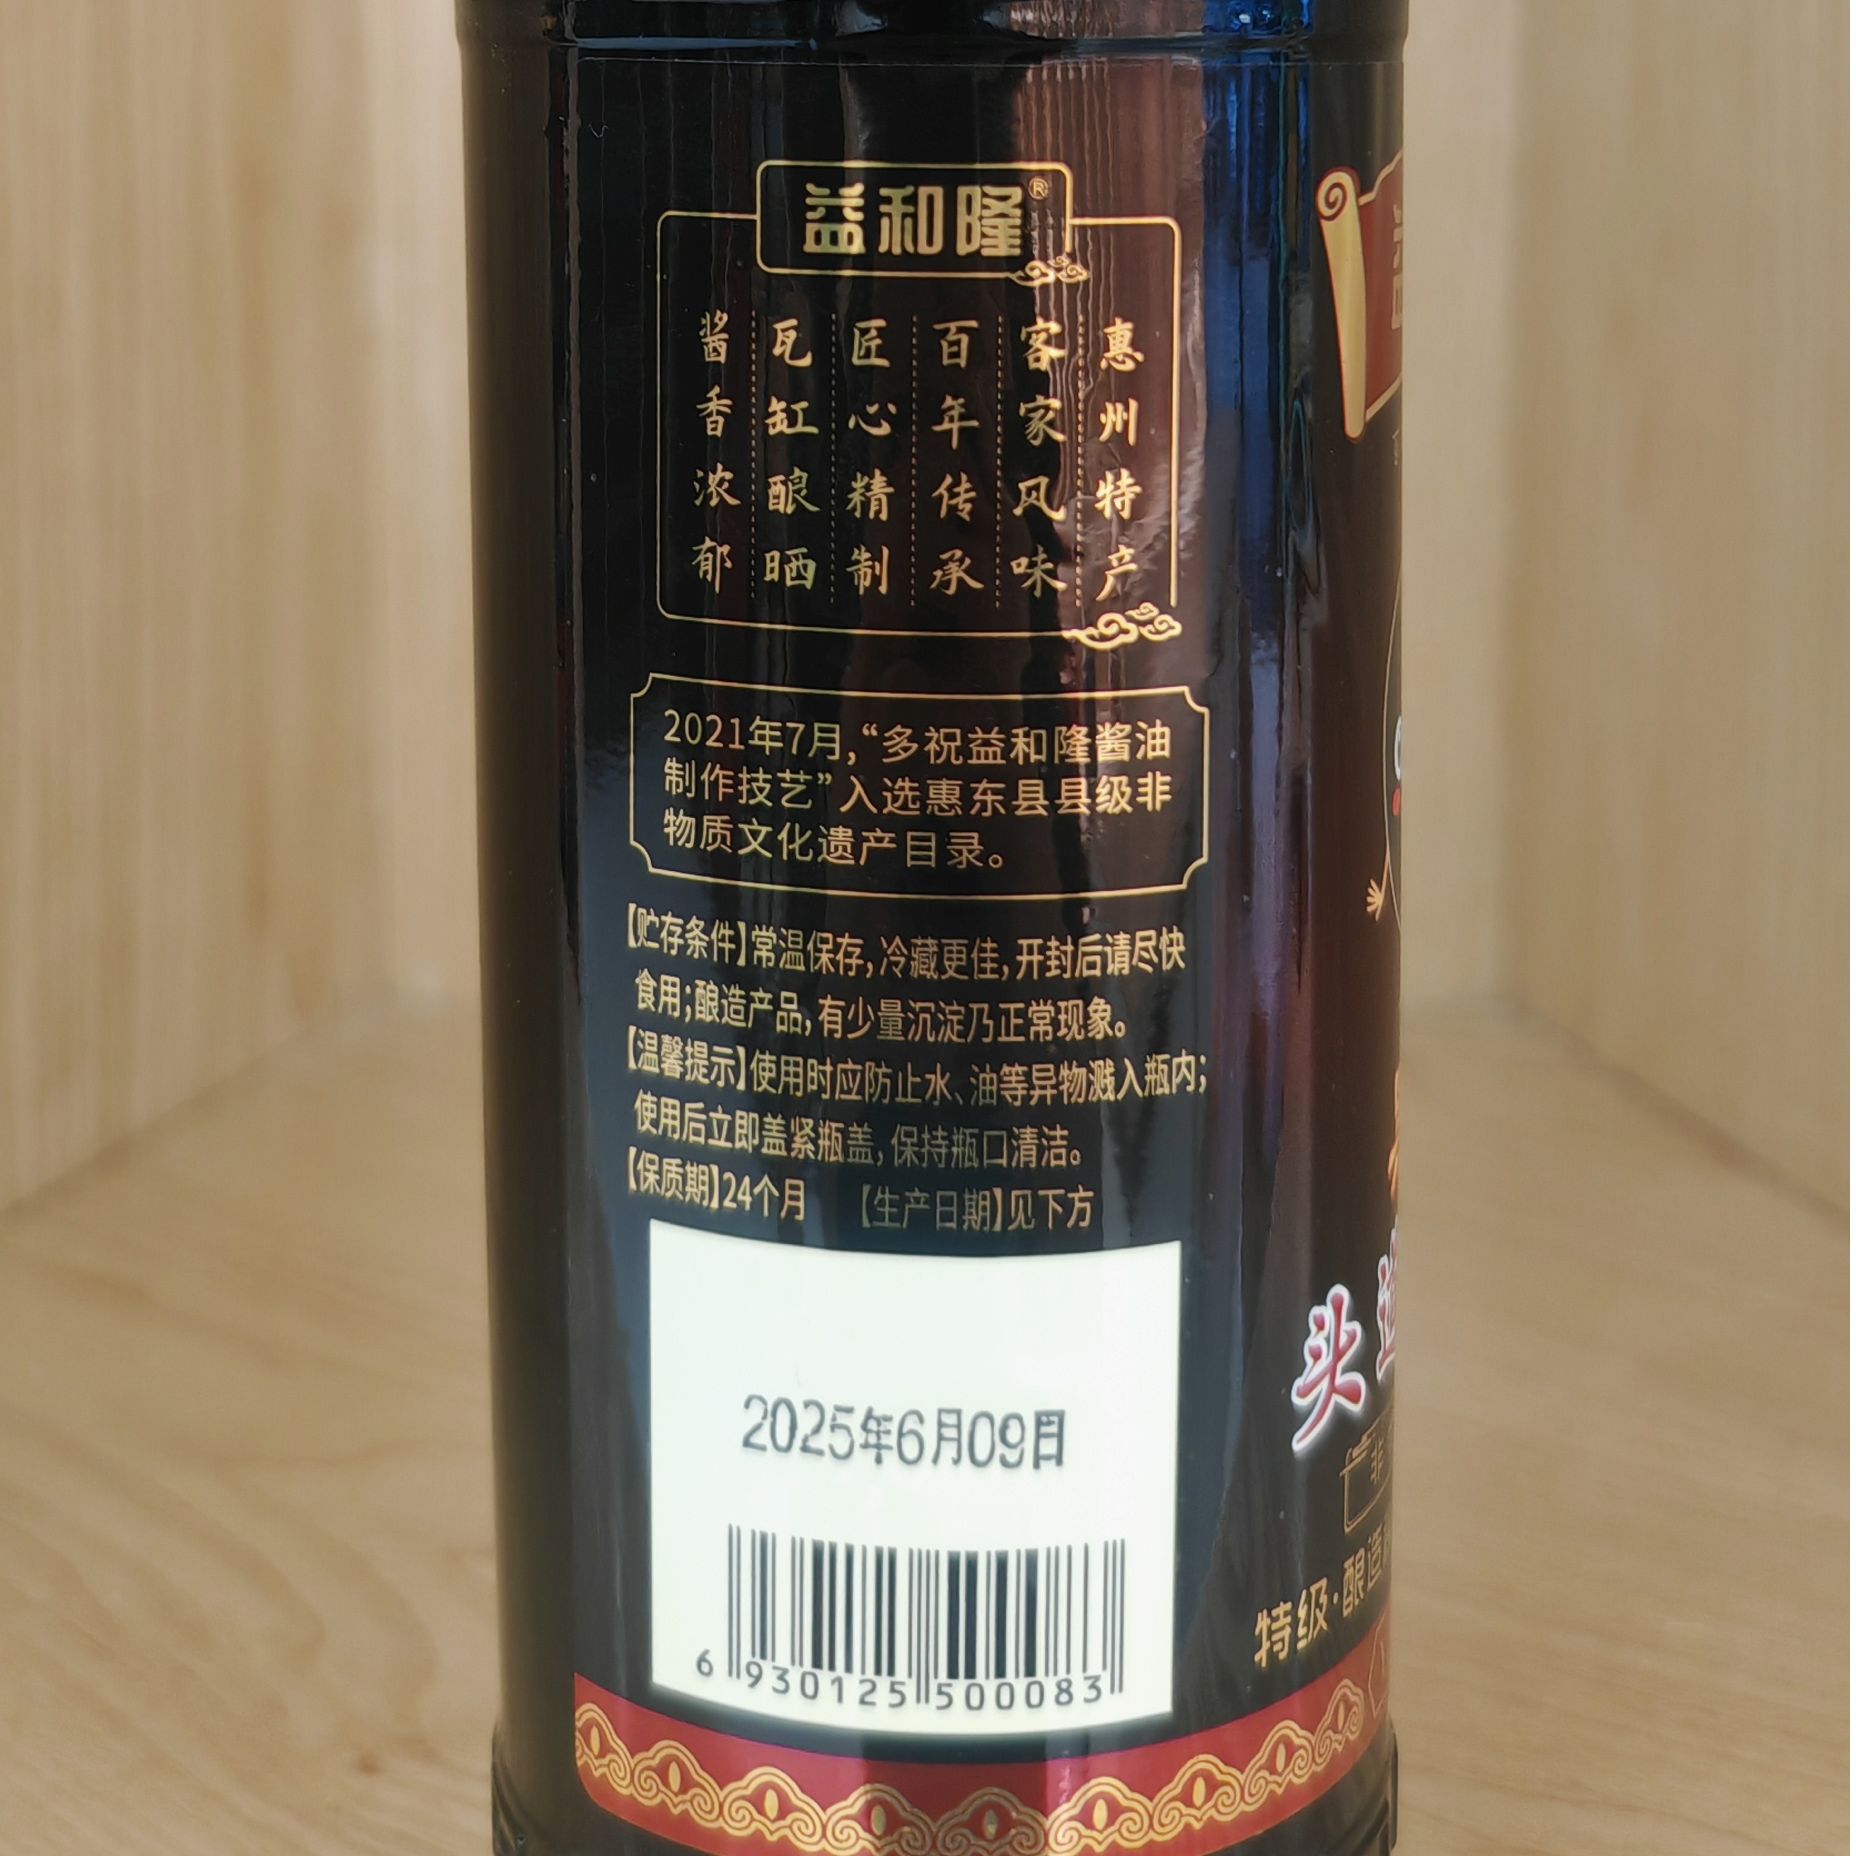 益和隆®
惠州特产
客家风味
百年传承
匠心精制
瓦缸酿晒
酱香浓郁
2021年7月,“多祝益和隆酱油
制作技艺”入选惠东县县级非
物质文化遗产目录。
【贮存条件】常温保存,冷藏更佳,开封后请尽快
食用;酿造产品,有少量沉淀乃正常现象。
【温馨提示】使用时应防止水、油等异物溅入瓶内;
使用后立即盖紧瓶盖,保持瓶口清洁。
【保质期】24个月 【生产日期】见下方
2025年6月09日
6 930125 500083
头道
特级·酿造